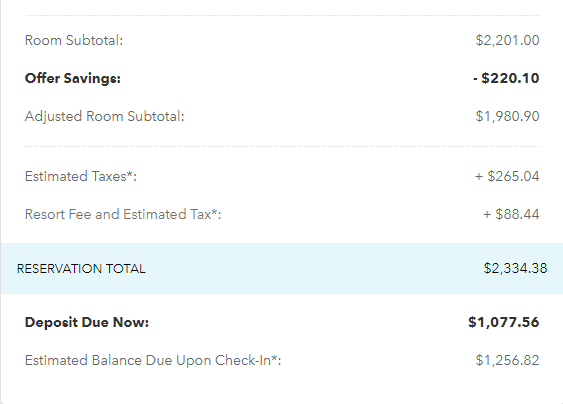 Room Subtotal: $2,201.00
Offer Savings: - $220.10
Adjusted Room Subtotal: $1,980.90
Estimated Taxes*: + $265.04
Resort Fee and Estimated Tax*: + $88.44
RESERVATION TOTAL $2,334.38
Deposit Due Now: $1,077.56
Estimated Balance Due Upon Check-In*: $1,256.82